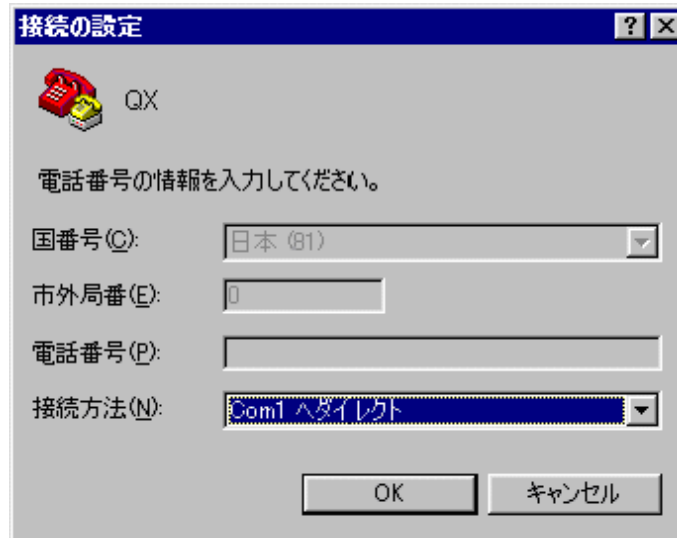 接続の設定
QX
電話番号の情報を入力してください。
国番号(C): 日本 (81)
市外局番(E): 0
電話番号(P):
接続方法(N): Com1 へダイレクト
OK キャンセル